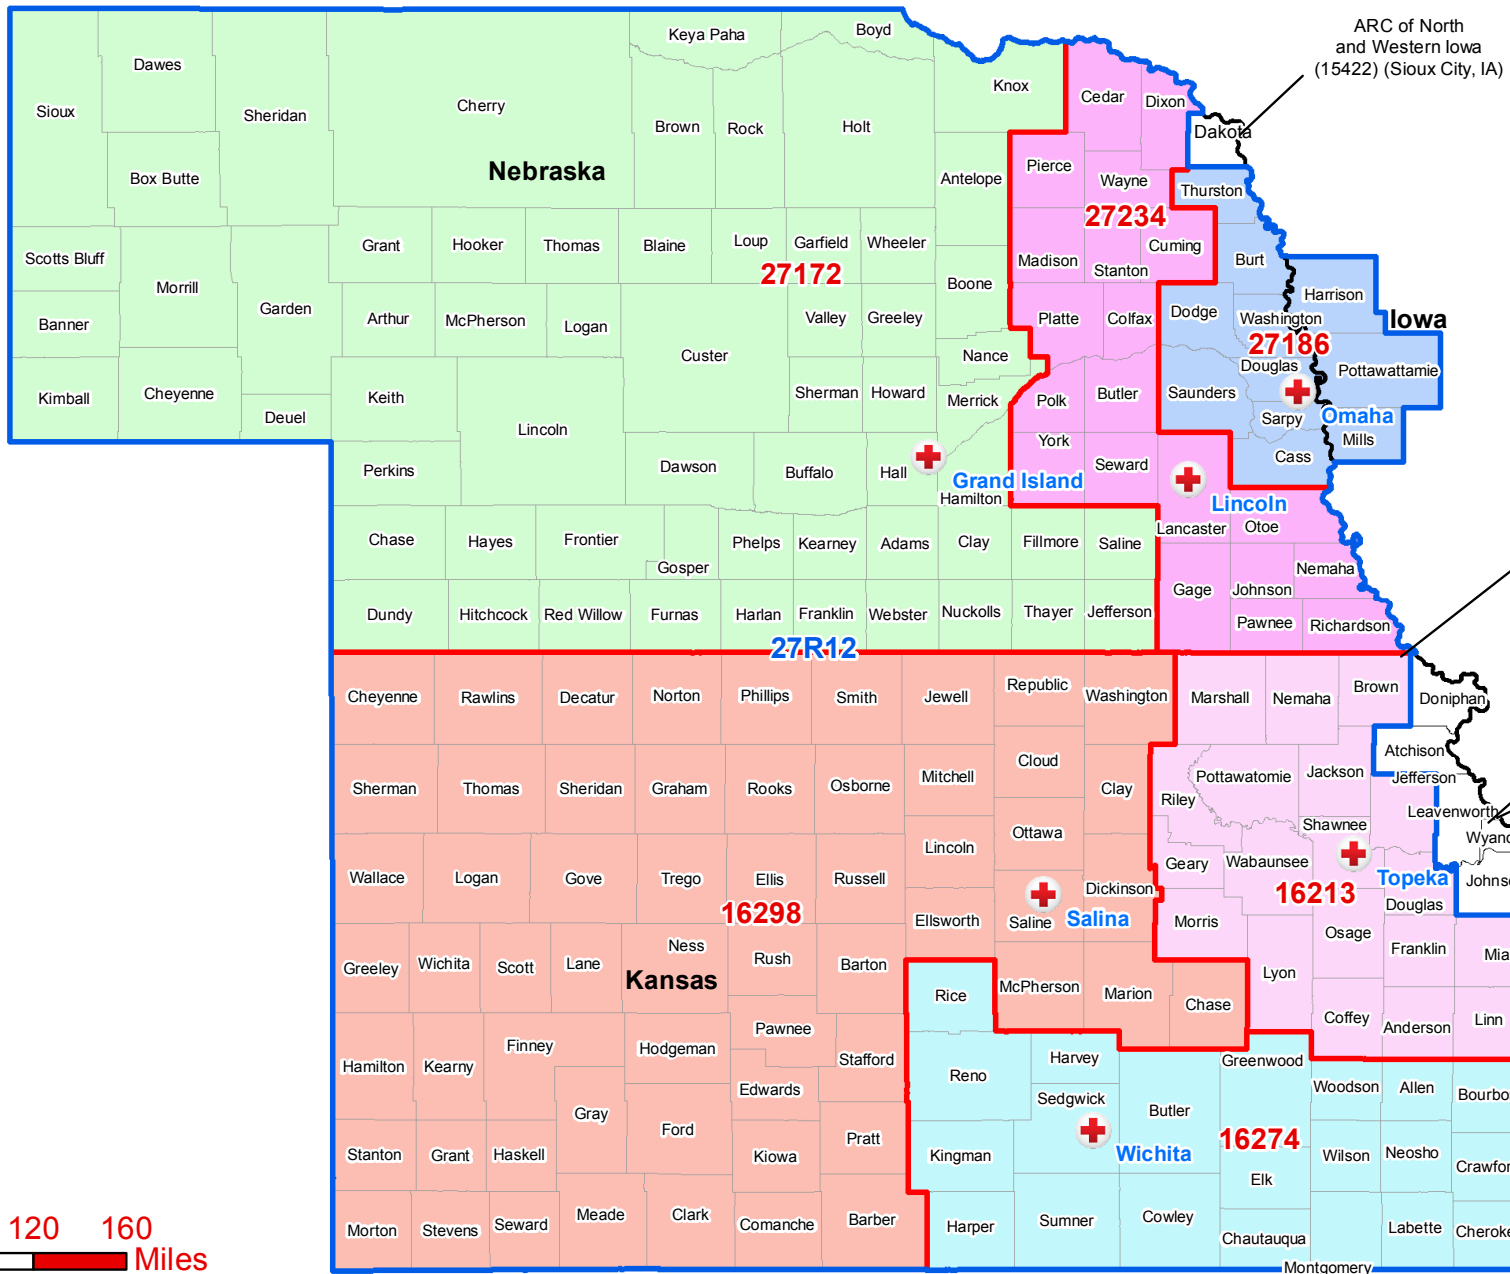 ARC of North
and Western Iowa
(15422) (Sioux City, IA)
Keya Paha
Boyd
Dawes
Sioux
Sheridan
Cherry
Knox
Cedar
Dixon
Brown
Rock
Holt
Dakota
Nebraska
Box Butte
Antelope
Pierce
Wayne
Thurston
27234
Scotts Bluff
Grant
Hooker
Thomas
Blaine
Loup
Garfield
Wheeler
Madison
Stanton
Cuming
Burt
27172
Morrill
Garden
Boone
Harrison
Banner
Arthur
McPherson
Logan
Valley
Greeley
Platte
Colfax
Dodge
Washington
Iowa
27186
Custer
Nance
Douglas
Pottawattamie
Kimball
Cheyenne
Keith
Sherman
Howard
Merrick
Polk
Butler
Saunders
Deuel
Lincoln
Sarpy
Omaha
York
Mills
Perkins
Dawson
Buffalo
Hall
Seward
Cass
Grand Island
Hamilton
Lincoln
Lancaster
Otoe
Chase
Hayes
Frontier
Gosper
Phelps
Kearney
Adams
Clay
Fillmore
Saline
Nemaha
Gage
Johnson
Dundy
Hitchcock
Red Willow
Furnas
Harlan
Franklin
Webster
Nuckolls
Thayer
Jefferson
Pawnee
Richardson
27R12
Cheyenne
Rawlins
Decatur
Norton
Phillips
Smith
Jewell
Republic
Washington
Marshall
Nemaha
Brown
Doniphan
Atchison
Sherman
Thomas
Sheridan
Graham
Rooks
Osborne
Mitchell
Cloud
Clay
Pottawatomie
Jackson
Jefferson
Riley
Leavenworth
Shawnee
Wyand
Lincoln
Ottawa
Wallace
Logan
Gove
Trego
Ellis
Russell
Geary
Wabaunsee
Topeka
Johnso
Dickinson
16213
Douglas
16298
Ellsworth
Saline
Salina
Morris
Osage
Ness
Franklin
Mia
Greeley
Wichita
Scott
Lane
Rush
Barton
Lyon
Kansas
Rice
McPherson
Marion
Chase
Coffey
Anderson
Linn
Pawnee
Finney
Hodgeman
Stafford
Hamilton
Kearny
Harvey
Greenwood
Reno
Edwards
Woodson
Allen
Bourbo
Sedgwick
Gray
Ford
Butler
Pratt
16274
Stanton
Grant
Haskell
Kiowa
Kingman
Wichita
Wilson
Neosho
Crawfor
Elk
Morton
Stevens
Seward
Meade
Clark
Comanche
Barber
Harper
Sumner
Cowley
Chautauqua
Labette
Cheroke
Montgomery
120 160
Miles